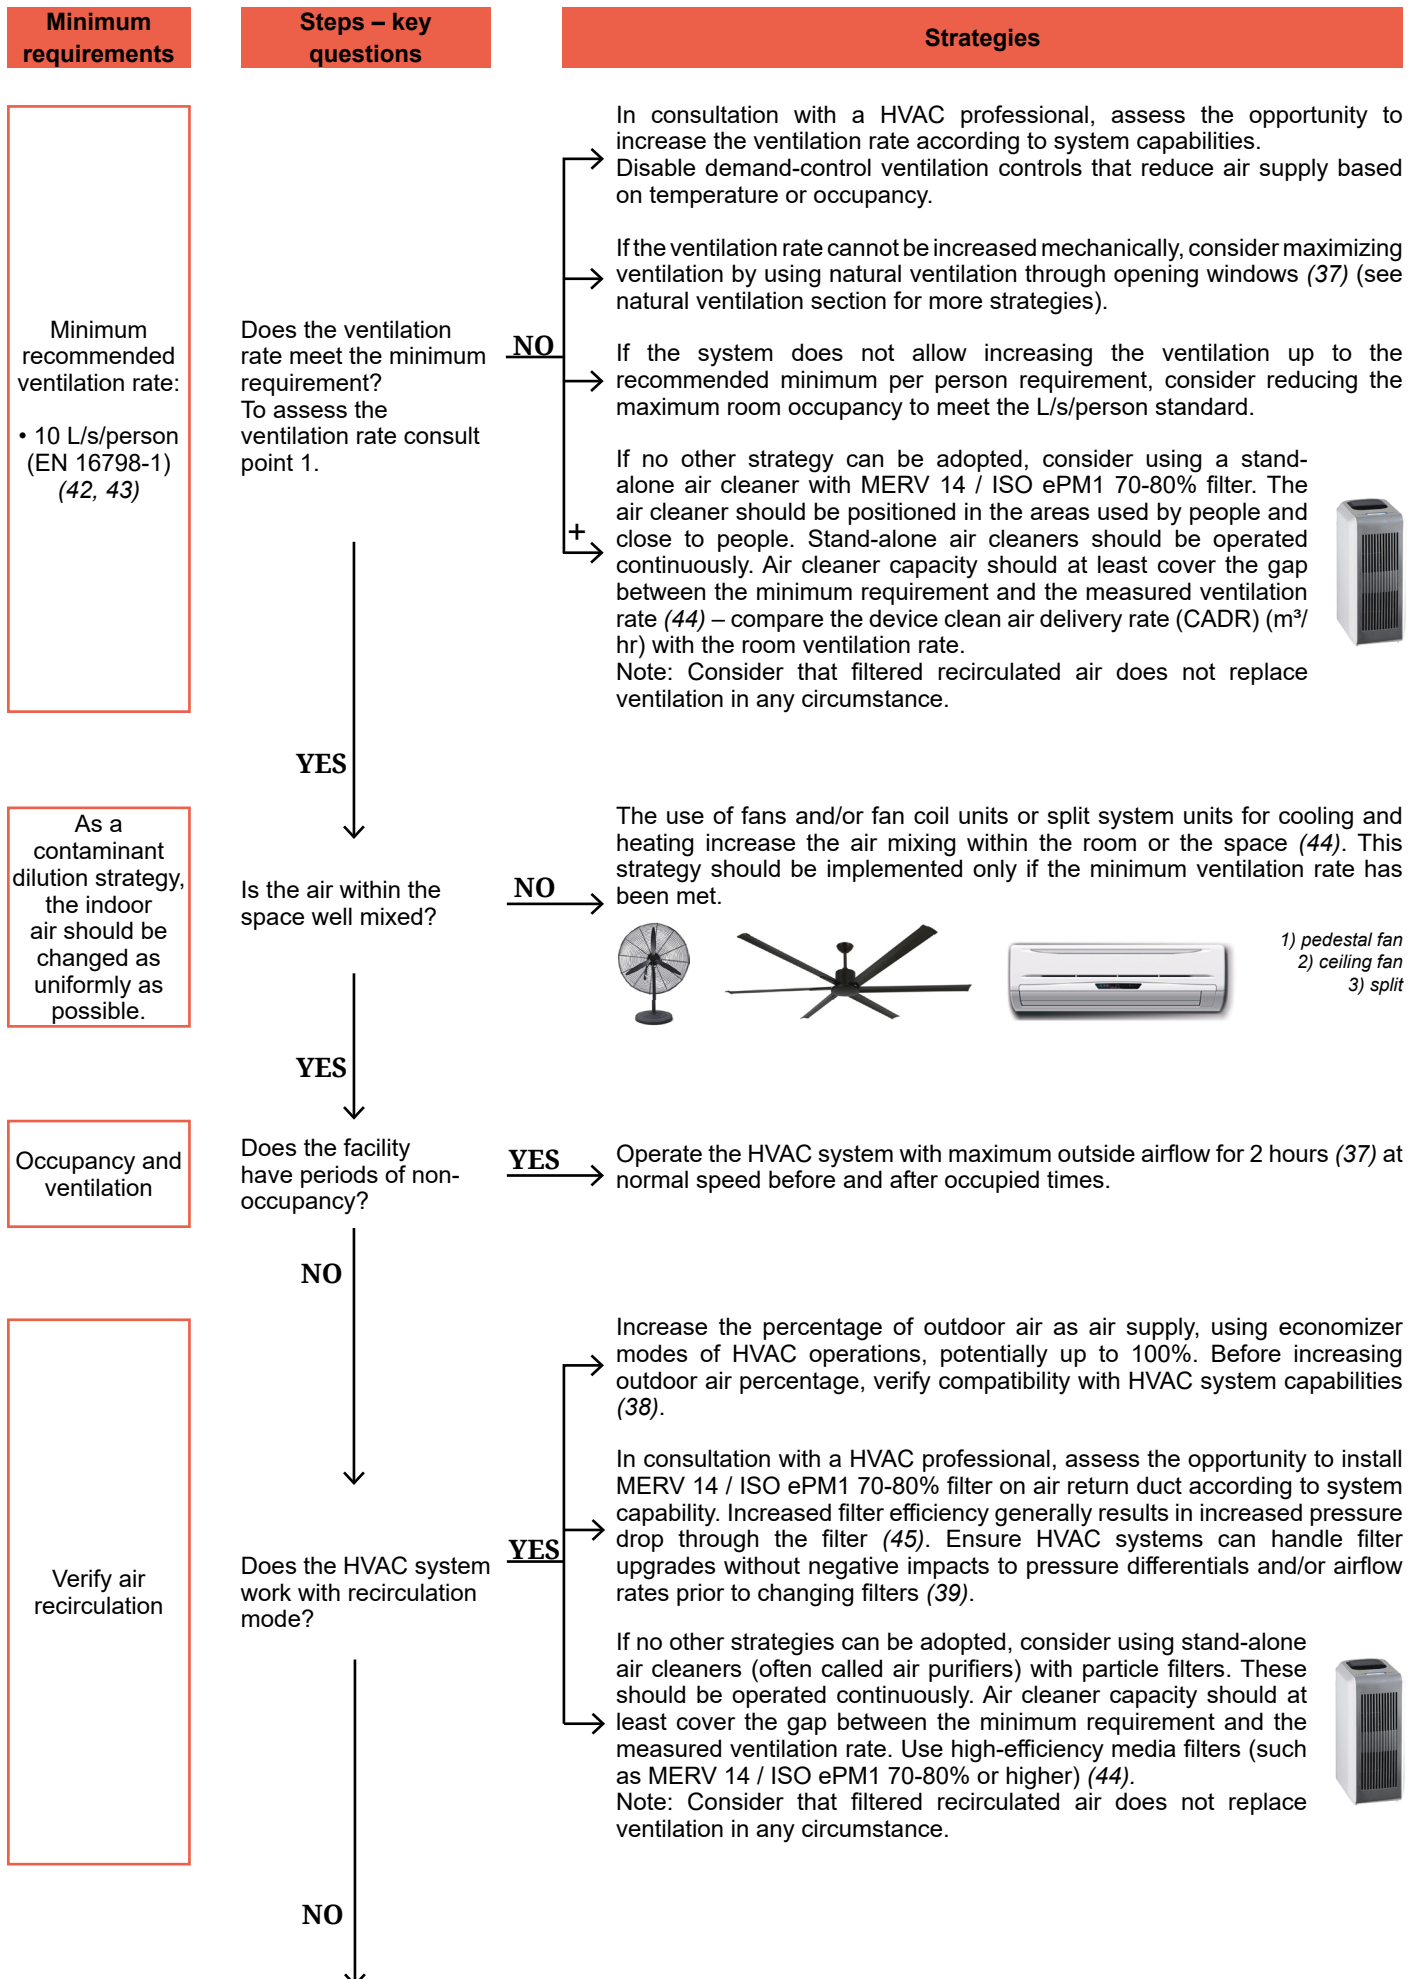 Minimum
requirements
Steps – key
questions
Strategies
Minimum
recommended
ventilation rate:
• 10 L/s/person
(EN 16798-1)
(42, 43)
Does the ventilation
rate meet the minimum
requirement?
To assess the
ventilation rate consult
point 1.
NO
In consultation with a HVAC professional, assess the opportunity to
increase the ventilation rate according to system capabilities.
Disable demand-control ventilation controls that reduce air supply based
on temperature or occupancy.
If the ventilation rate cannot be increased mechanically, consider maximizing
ventilation by using natural ventilation through opening windows (37) (see
natural ventilation section for more strategies).
If the system does not allow increasing the ventilation up to the
recommended minimum per person requirement, consider reducing the
maximum room occupancy to meet the L/s/person standard.
+
If no other strategy can be adopted, consider using a stand-
alone air cleaner with MERV 14 / ISO ePM1 70-80% filter. The
air cleaner should be positioned in the areas used by people and
close to people. Stand-alone air cleaners should be operated
continuously. Air cleaner capacity should at least cover the gap
between the minimum requirement and the measured ventilation
rate (44) – compare the device clean air delivery rate (CADR) (m³/
hr) with the room ventilation rate.
Note: Consider that filtered recirculated air does not replace
ventilation in any circumstance.
YES
As a
contaminant
dilution strategy,
the indoor
air should be
changed as
uniformly as
possible.
Is the air within the
space well mixed?
NO
The use of fans and/or fan coil units or split system units for cooling and
heating increase the air mixing within the room or the space (44). This
strategy should be implemented only if the minimum ventilation rate has
been met.
1) pedestal fan
2) ceiling fan
3) split
YES
Occupancy and
ventilation
Does the facility
have periods of non-
occupancy?
YES
Operate the HVAC system with maximum outside airflow for 2 hours (37) at
normal speed before and after occupied times.
NO
Verify air
recirculation
Does the HVAC system
work with recirculation
mode?
YES
Increase the percentage of outdoor air as air supply, using economizer
modes of HVAC operations, potentially up to 100%. Before increasing
outdoor air percentage, verify compatibility with HVAC system capabilities
(38).
In consultation with a HVAC professional, assess the opportunity to install
MERV 14 / ISO ePM1 70-80% filter on air return duct according to system
capability. Increased filter efficiency generally results in increased pressure
drop through the filter (45). Ensure HVAC systems can handle filter
upgrades without negative impacts to pressure differentials and/or airflow
rates prior to changing filters (39).
If no other strategies can be adopted, consider using stand-alone
air cleaners (often called air purifiers) with particle filters. These
should be operated continuously. Air cleaner capacity should at
least cover the gap between the minimum requirement and the
measured ventilation rate. Use high-efficiency media filters (such
as MERV 14 / ISO ePM1 70-80% or higher) (44).
Note: Consider that filtered recirculated air does not replace
ventilation in any circumstance.
NO